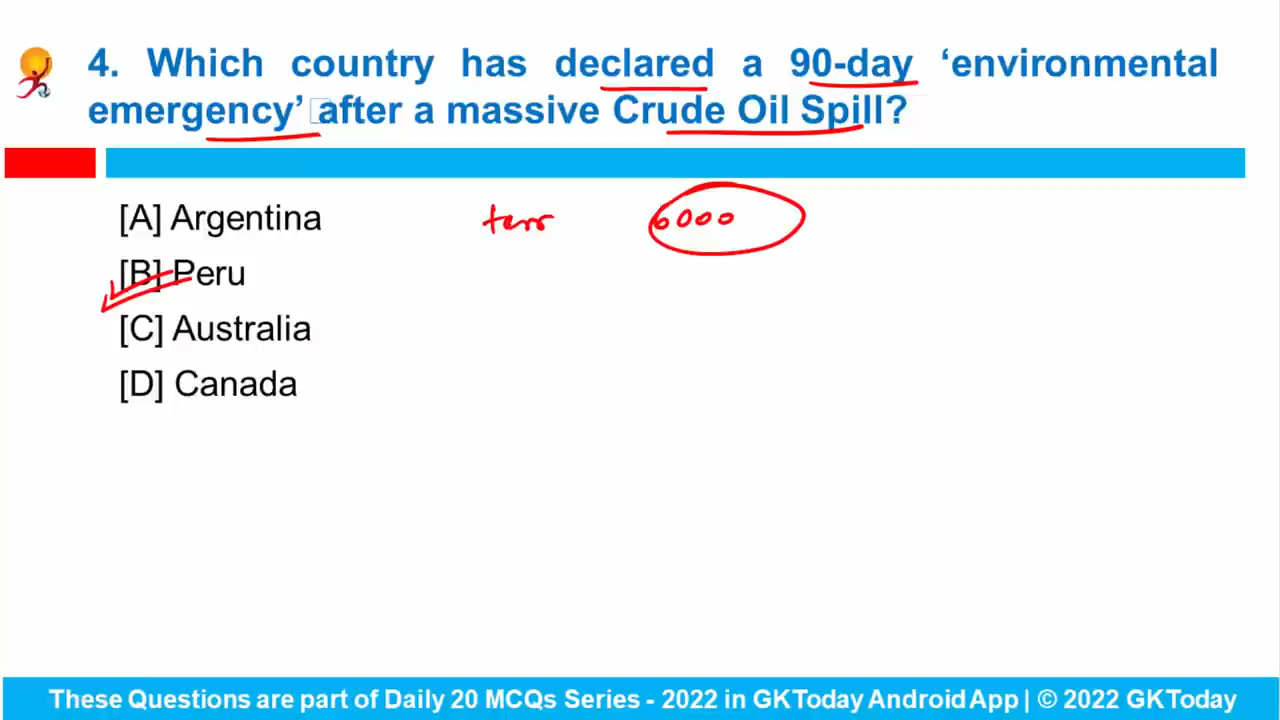 4. Which country has declared a 90-day ‘environmental
emergency’ after a massive Crude Oil Spill?
[A] Argentina
6000
[B] Peru
[C] Australia
[D] Canada
These Questions are part of Daily 20 MCQs Series - 2022 in GKToday Android App | © 2022 GKToday